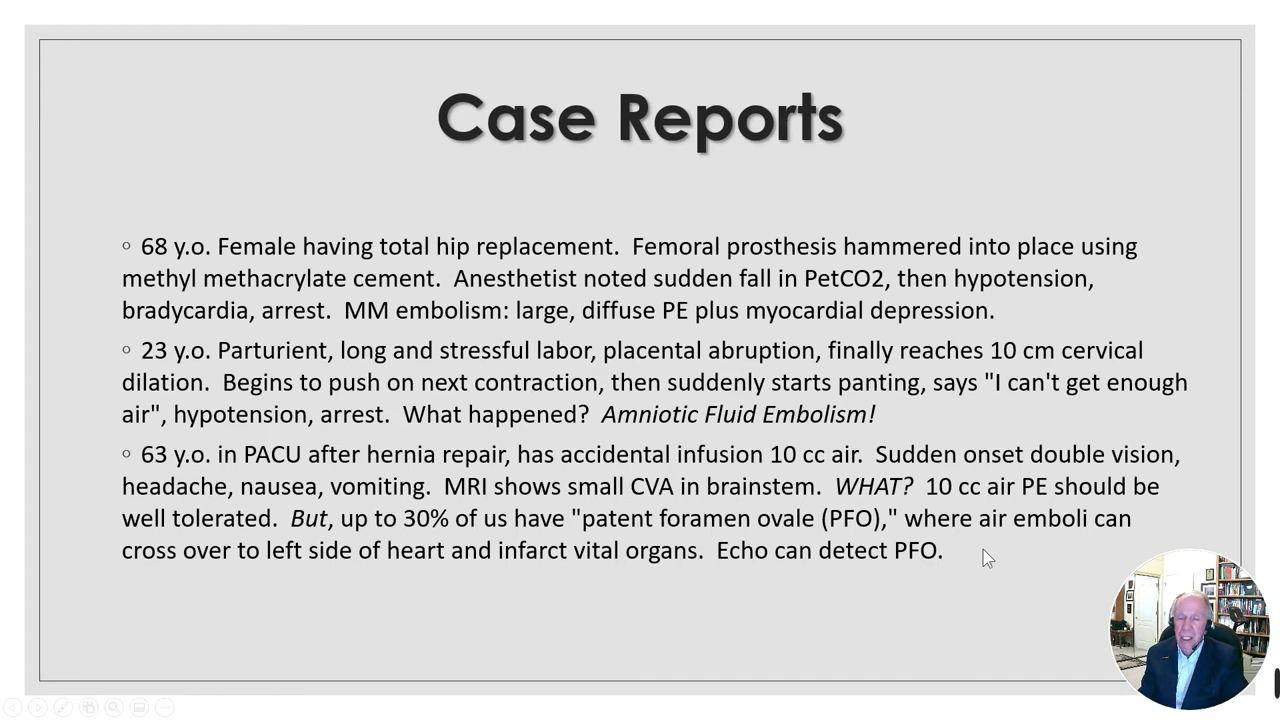 Case Reports
◦ 68 y.o. Female having total hip replacement.  Femoral prosthesis hammered into place using
methyl methacrylate cement.  Anesthetist noted sudden fall in PetCO2, then hypotension,
bradycardia, arrest.  MM embolism: large, diffuse PE plus myocardial depression.
◦ 23 y.o. Parturient, long and stressful labor, placental abruption, finally reaches 10 cm cervical
dilation.  Begins to push on next contraction, then suddenly starts panting, says "I can't get enough
air", hypotension, arrest.  What happened?  Amniotic Fluid Embolism!
◦ 63 y.o. in PACU after hernia repair, has accidental infusion 10 cc air.  Sudden onset double vision,
headache, nausea, vomiting.  MRI shows small CVA in brainstem.  WHAT?  10 cc air PE should be
well tolerated.  But, up to 30% of us have "patent foramen ovale (PFO)," where air emboli can
cross over to left side of heart and infarct vital organs.  Echo can detect PFO.